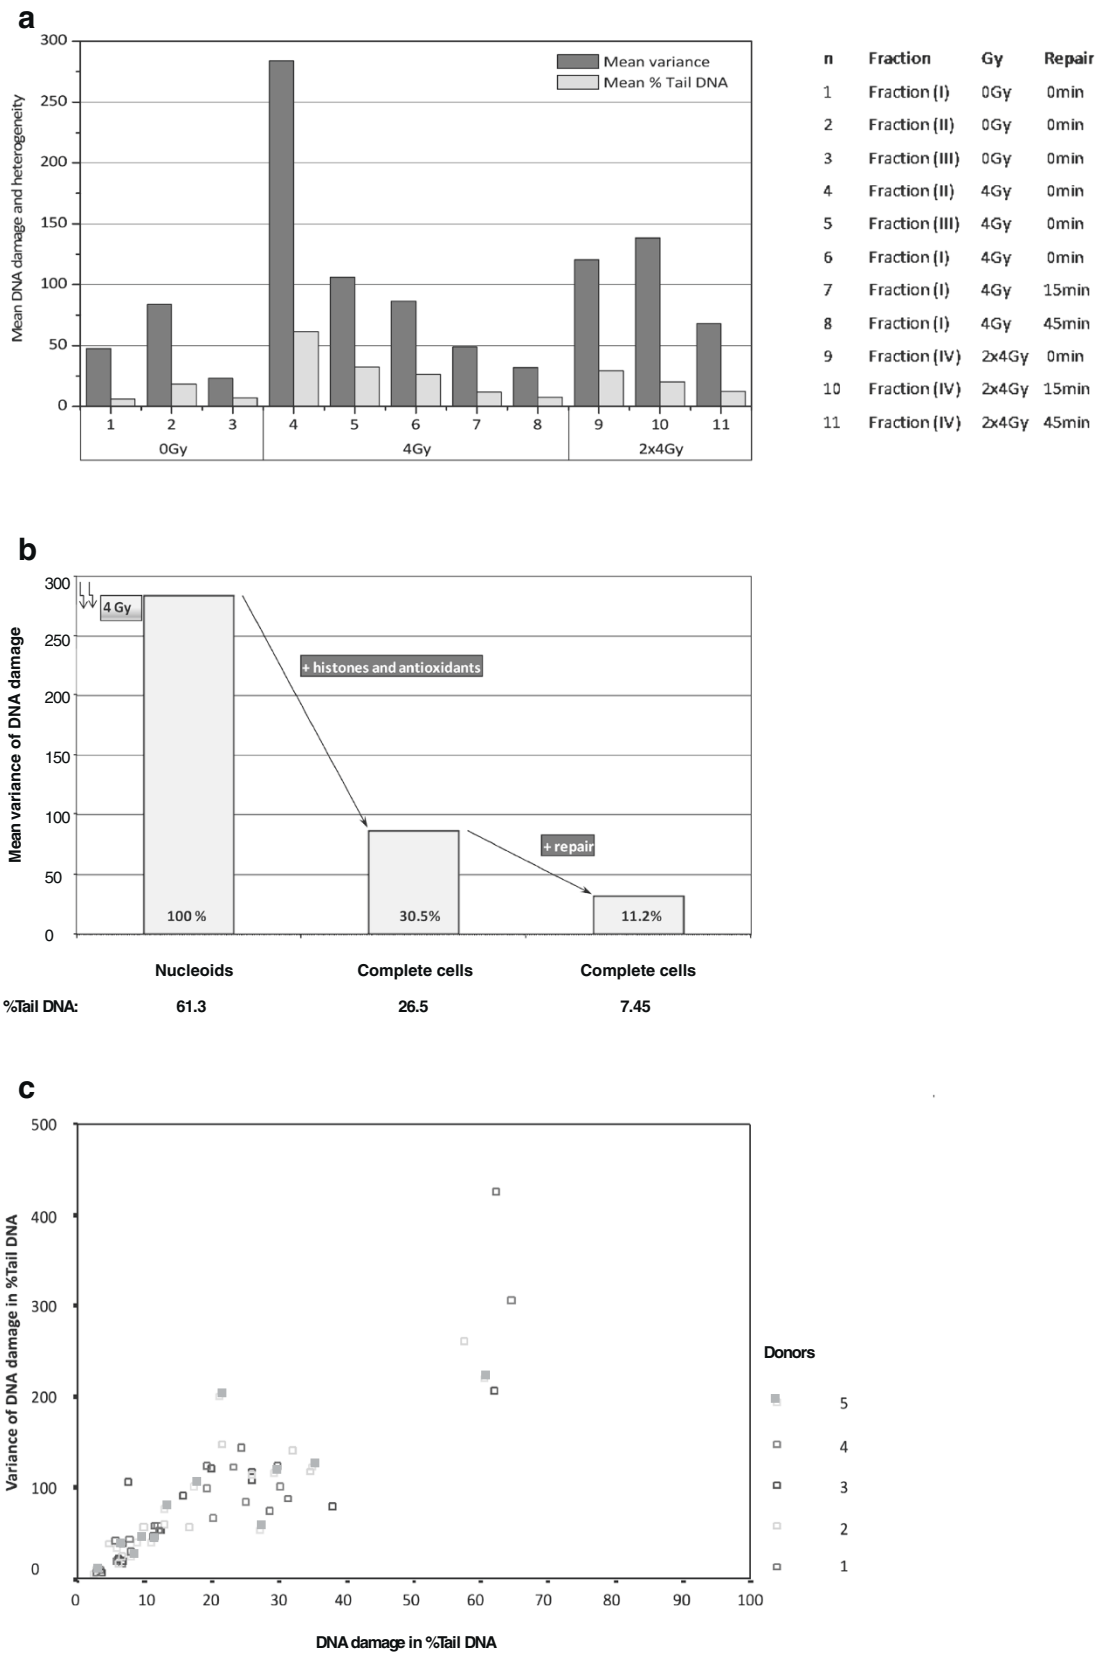 a
Mean DNA damage and heterogeneity
300
250
200
150
100
50
0
Mean variance
Mean % Tail DNA
1 2 3 4 5 6 7 8 9 10 11
0Gy 4Gy 2x4Gy
n Fraction Gy Repair
1 Fraction (I) 0Gy 0min
2 Fraction (II) 0Gy 0min
3 Fraction (III) 0Gy 0min
4 Fraction (II) 4Gy 0min
5 Fraction (III) 4Gy 0min
6 Fraction (I) 4Gy 0min
7 Fraction (I) 4Gy 15min
8 Fraction (I) 4Gy 45min
9 Fraction (IV) 2x4Gy 0min
10 Fraction (IV) 2x4Gy 15min
11 Fraction (IV) 2x4Gy 45min
b
Mean variance of DNA damage
300
250
200
150
100
50
0
4 Gy
+ histones and antioxidants
+ repair
100 % 30.5% 11.2%
Nucleoids Complete cells Complete cells
%Tail DNA: 61.3 26.5 7.45
c
Variance of DNA damage in %Tail DNA
500
400
300
200
100
0
0 10 20 30 40 50 60 70 80 90 100
DNA damage in %Tail DNA
Donors
5
4
3
2
1